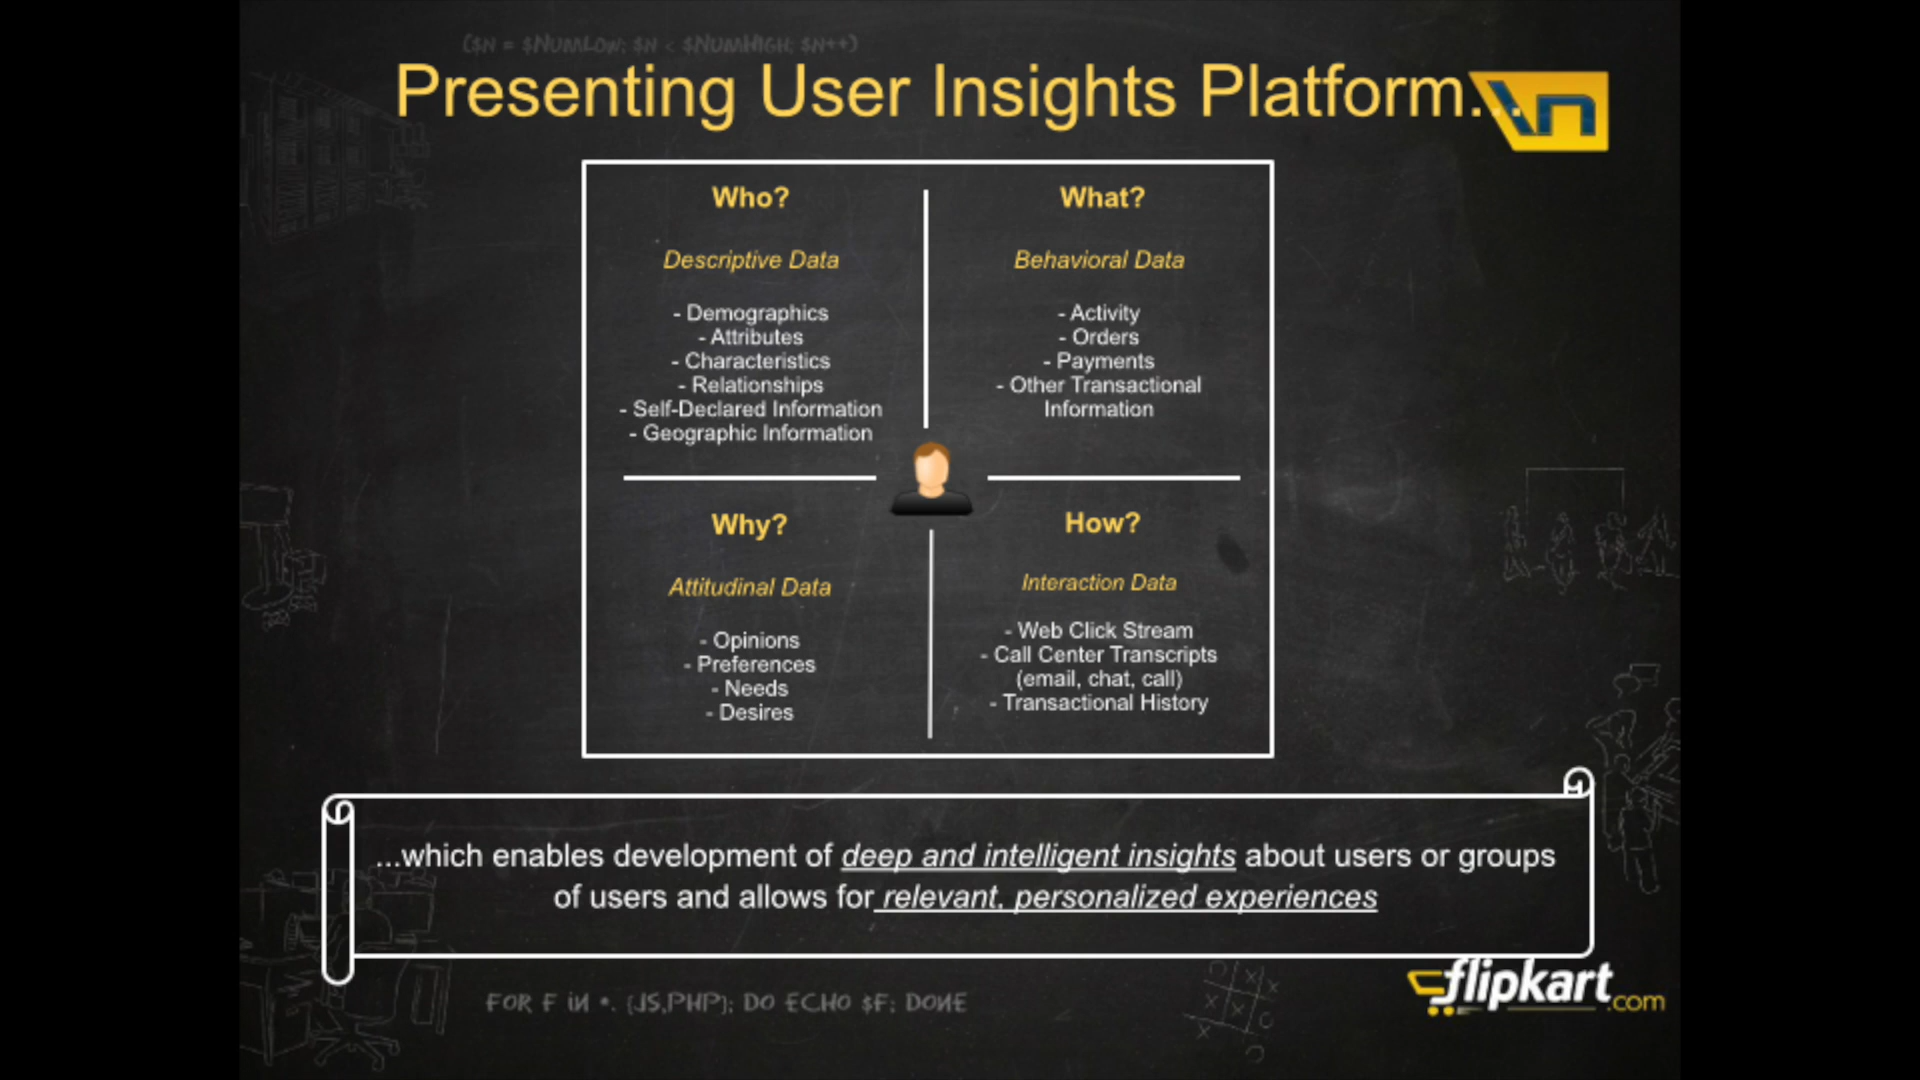 ($N = $NUMLOW; $N < $NUMHIGH; $N++)
Presenting User Insights Platform...
\n
Who?
Descriptive Data
- Demographics
- Attributes
- Characteristics
- Relationships
- Self-Declared Information
- Geographic Information
What?
Behavioral Data
- Activity
- Orders
- Payments
- Other Transactional
Information
Why?
Attitudinal Data
- Opinions
- Preferences
- Needs
- Desires
How?
Interaction Data
- Web Click Stream
- Call Center Transcripts
(email, chat, call)
- Transactional History
...which enables development of deep and intelligent insights about users or groups
of users and allows for relevant, personalized experiences
FOR F IN *. {JS,PHP}; DO ECHO $F; DONE
flipkart.com